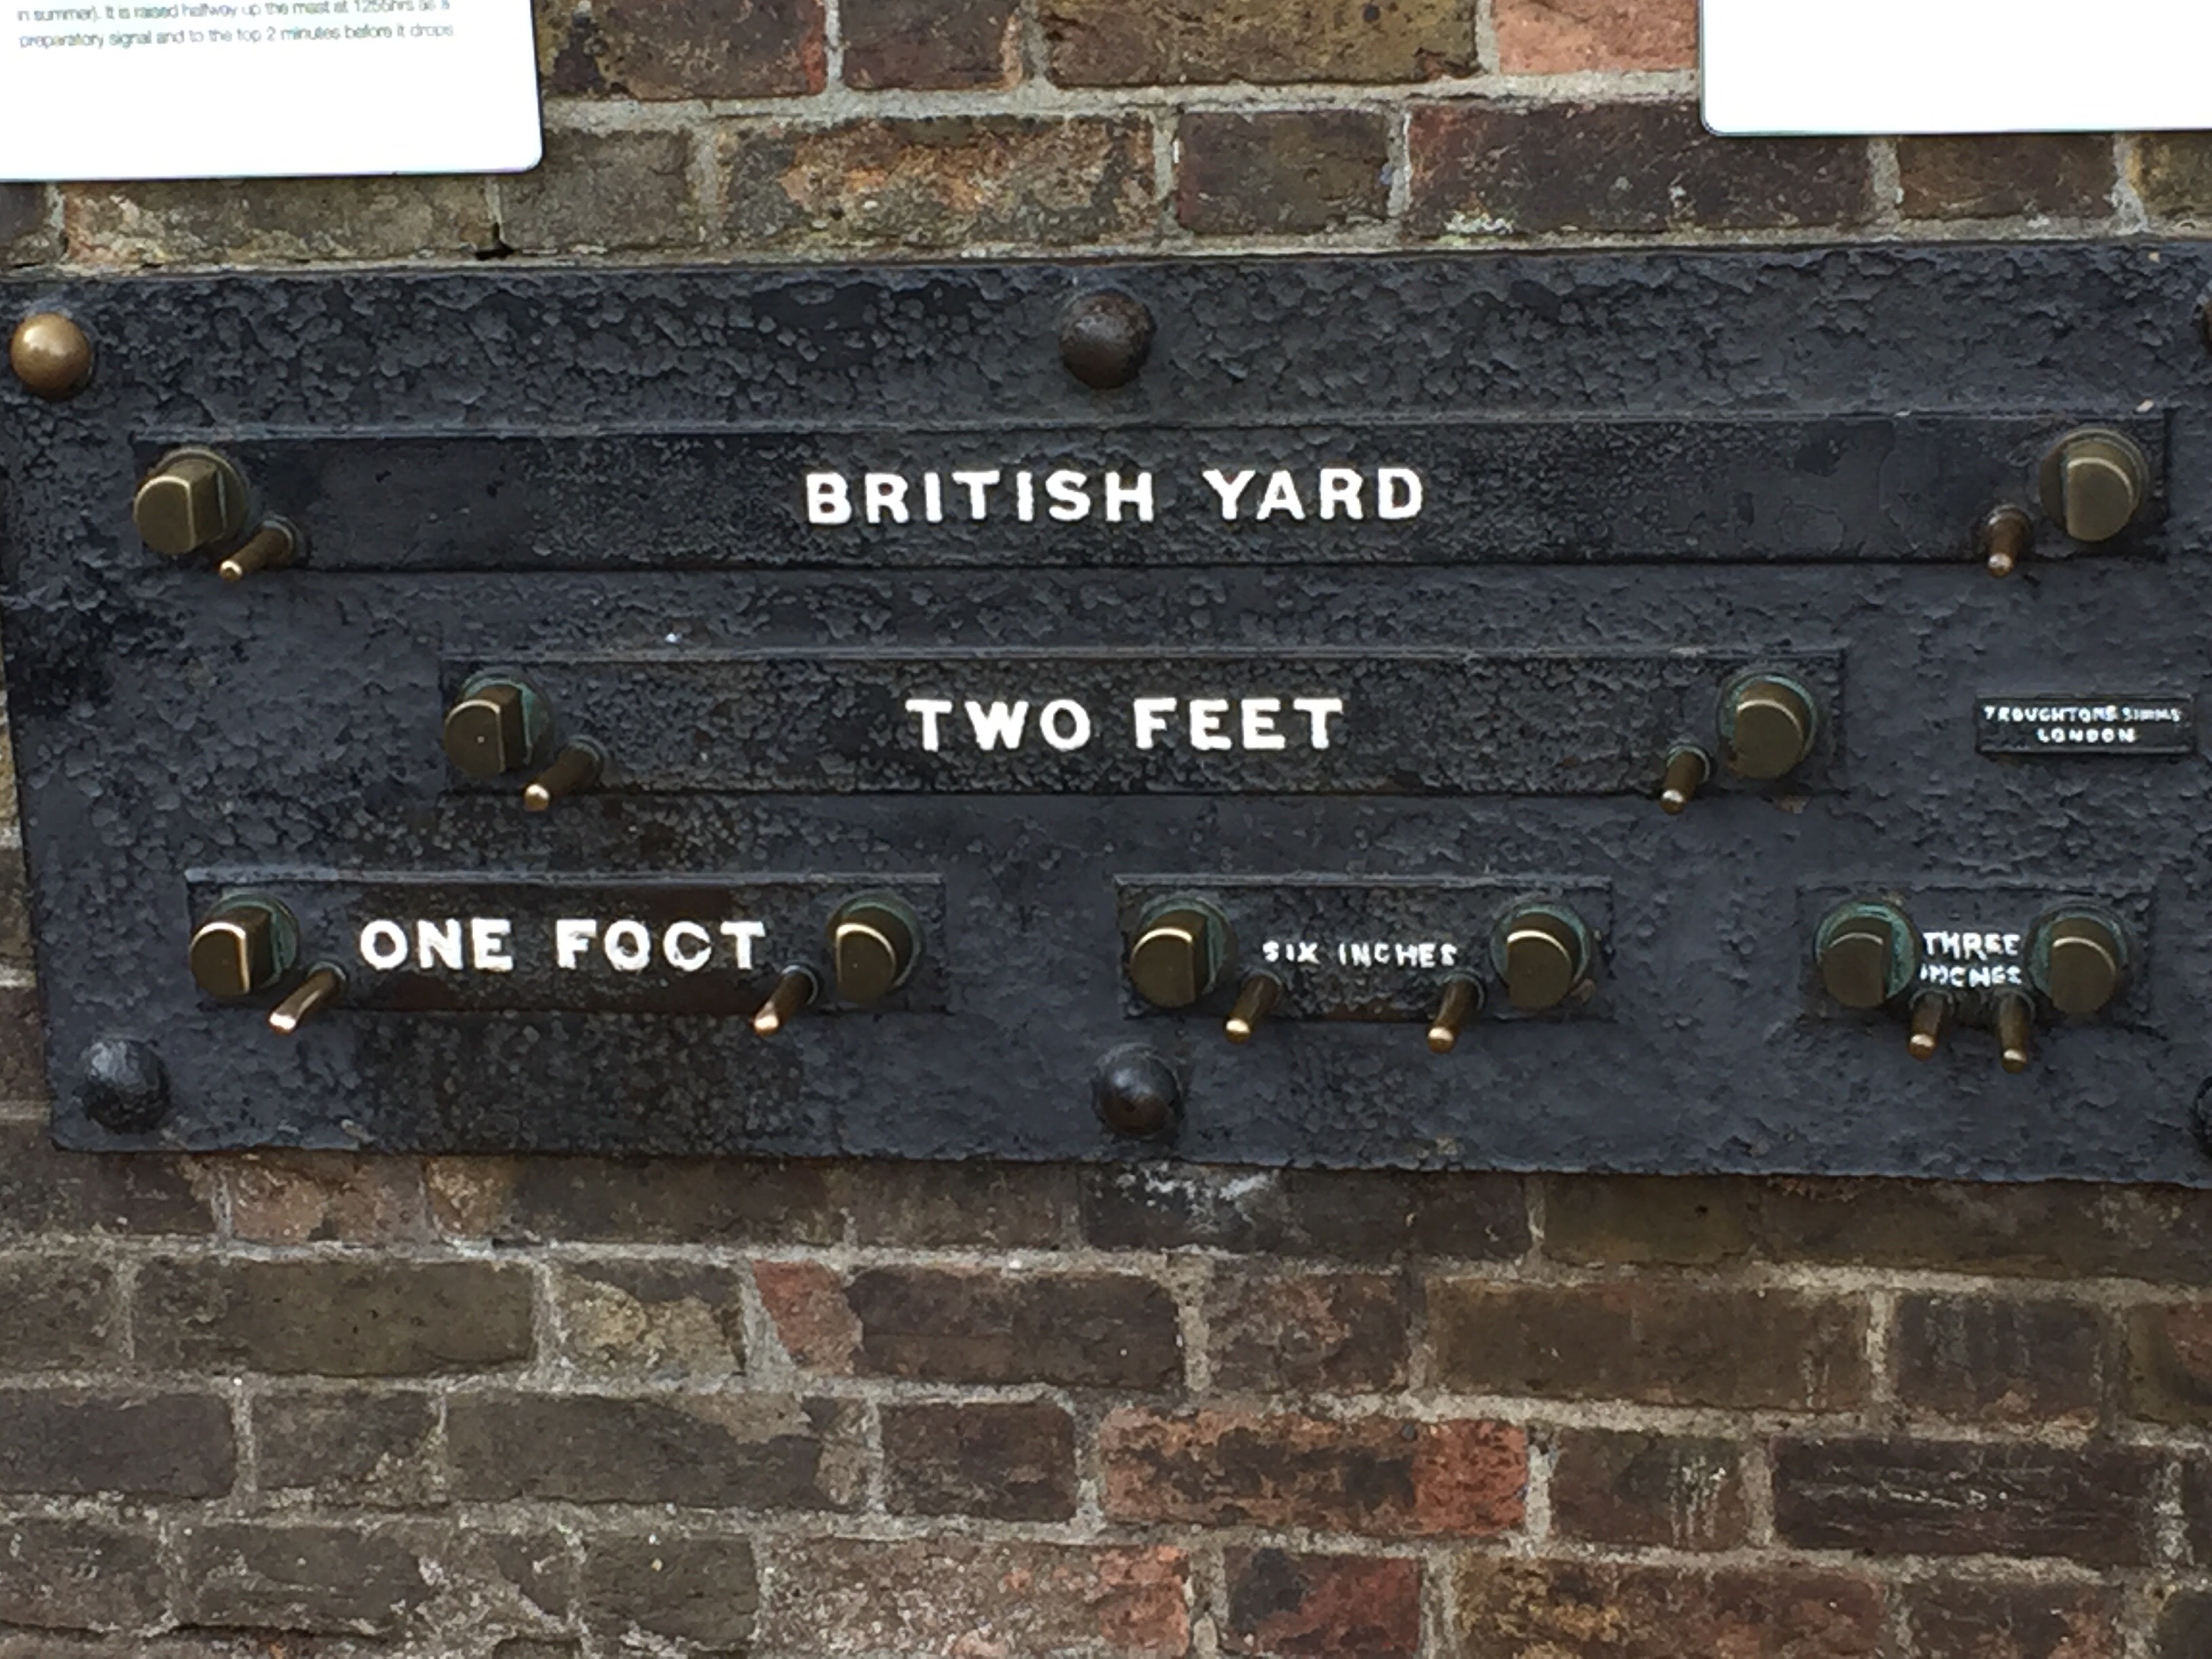 in summer). It is raised halfway up the mast at 1255hrs as a
preparatory signal and to the top 2 minutes before it drops
BRITISH YARD
TWO FEET
TROUGHTON & SIMMS
LONDON
ONE FOOT
SIX INCHES
THREE
INCHES